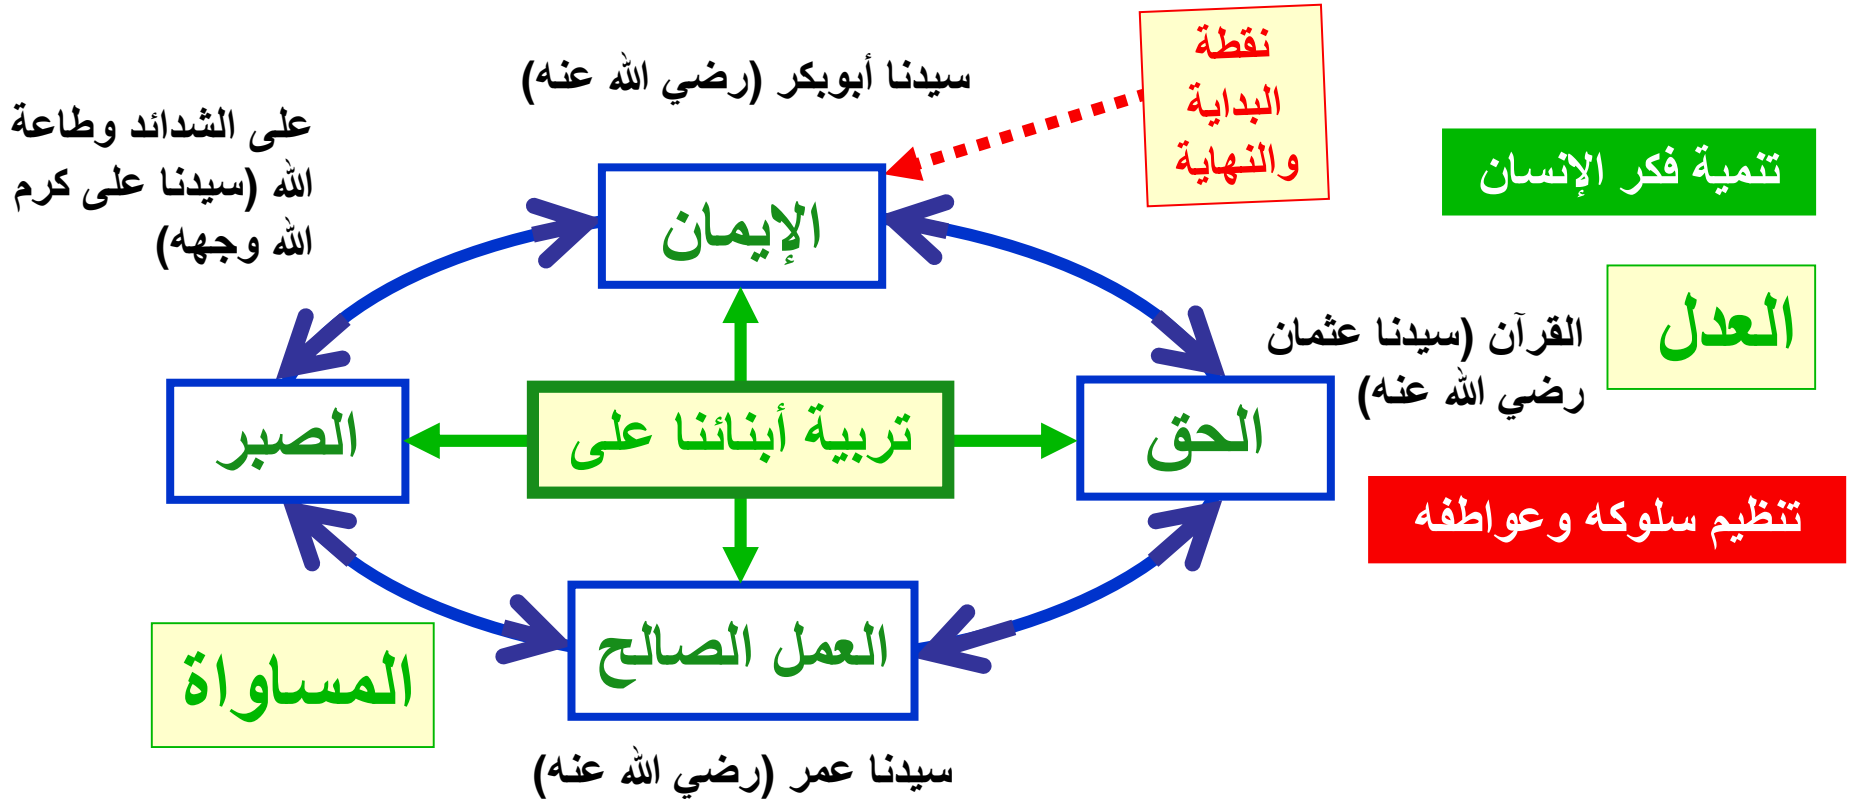 نقطة
البداية
والنهاية
سيدنا أبوبكر (رضي الله عنه)
على الشدائد وطاعة
الله (سيدنا على كرم
الله وجهه)
تنمية فكر الإنسان
الإيمان
العدل
القرآن (سيدنا عثمان
رضي الله عنه)
الحق
تربية أبنائنا على
الصبر
تنظيم سلوكه وعواطفه
العمل الصالح
المساواة
سيدنا عمر (رضي الله عنه)